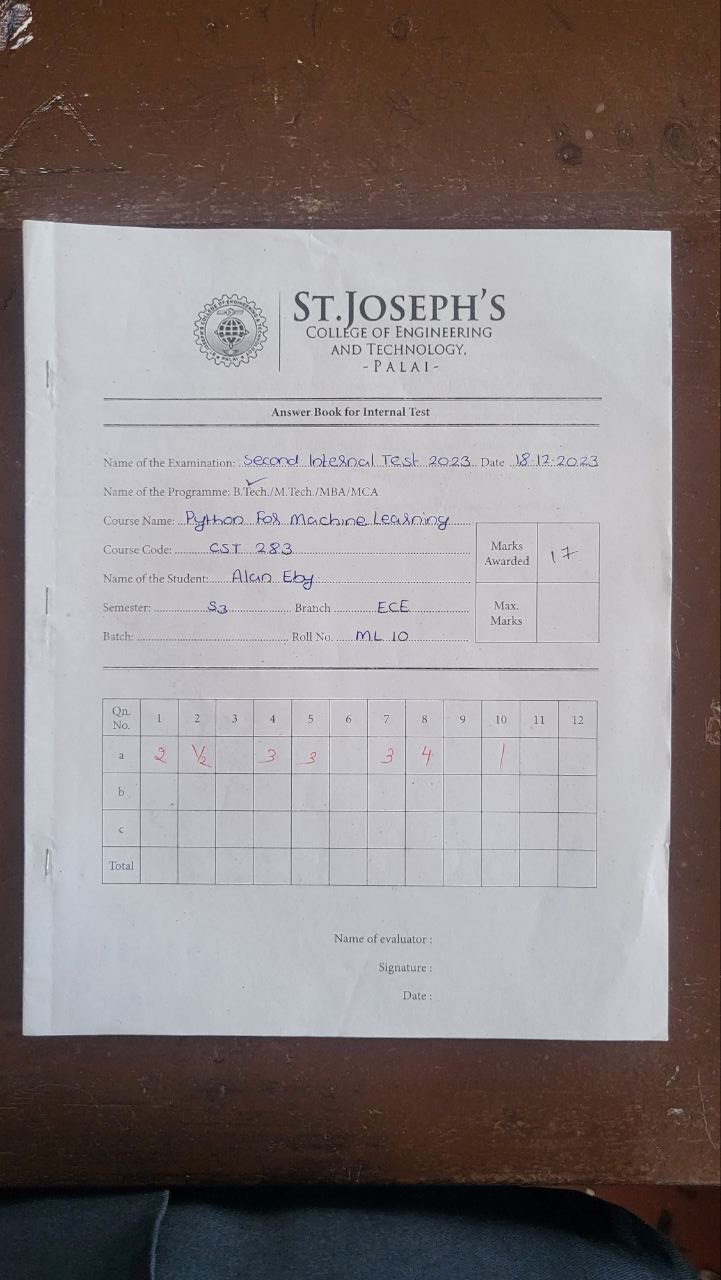 ST.JOSEPH'S
COLLEGE OF ENGINEERING
AND TECHNOLOGY,
-PALAI-
Answer Book for Internal Test
Name of the Examination: Second Internal Test 2023 Date 18-12-2023
Name of the Programme: B.Tech./M.Tech./MBA/MCA
Course Name: Python For Machine Learning
Course Code: CST 283
Marks Awarded 17
Name of the Student: Alan Eby
Semester: S3 Branch ECE
Max. Marks
Batch: Roll No. ML 10
Qn. No. 1 2 3 4 5 6 7 8 9 10 11 12
a 2 ½ 3 3 3 4 1
b
c
Total
Name of evaluator :
Signature :
Date :